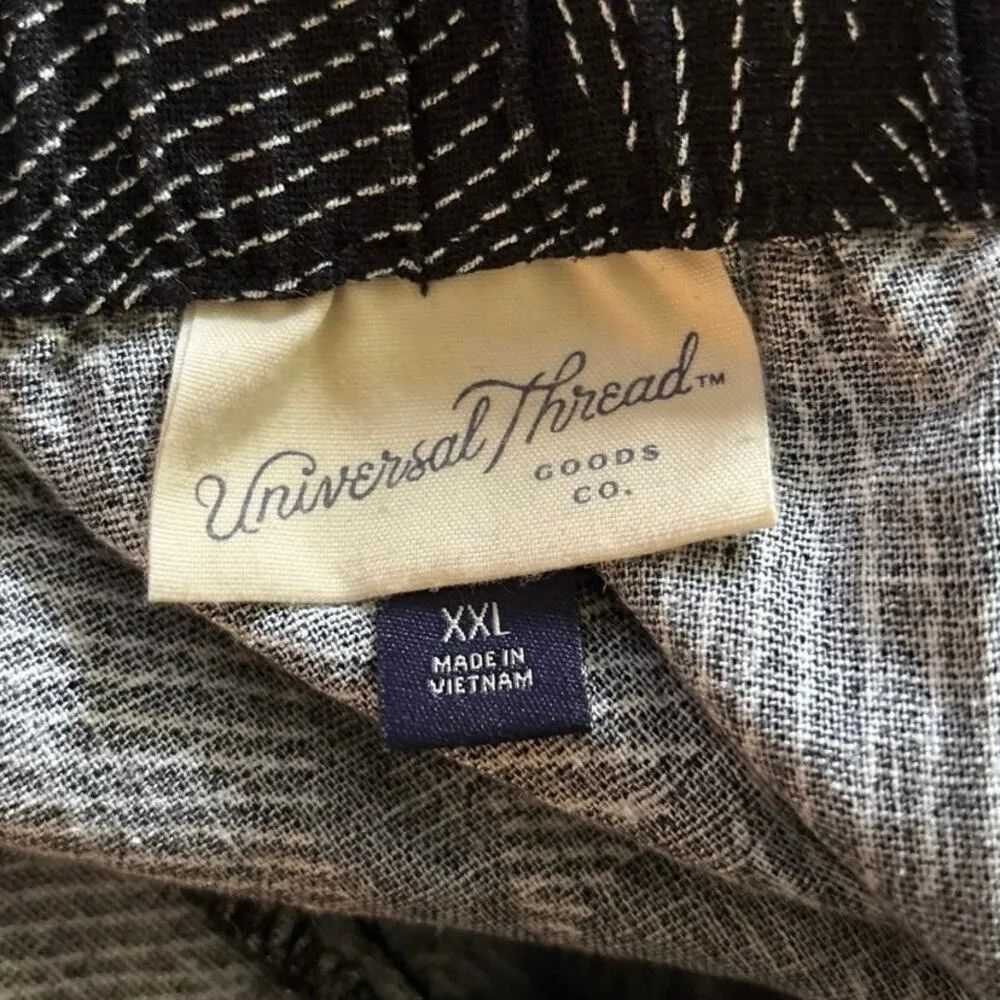 Universal Thread™
GOODS
CO.
XXL
MADE IN
VIETNAM